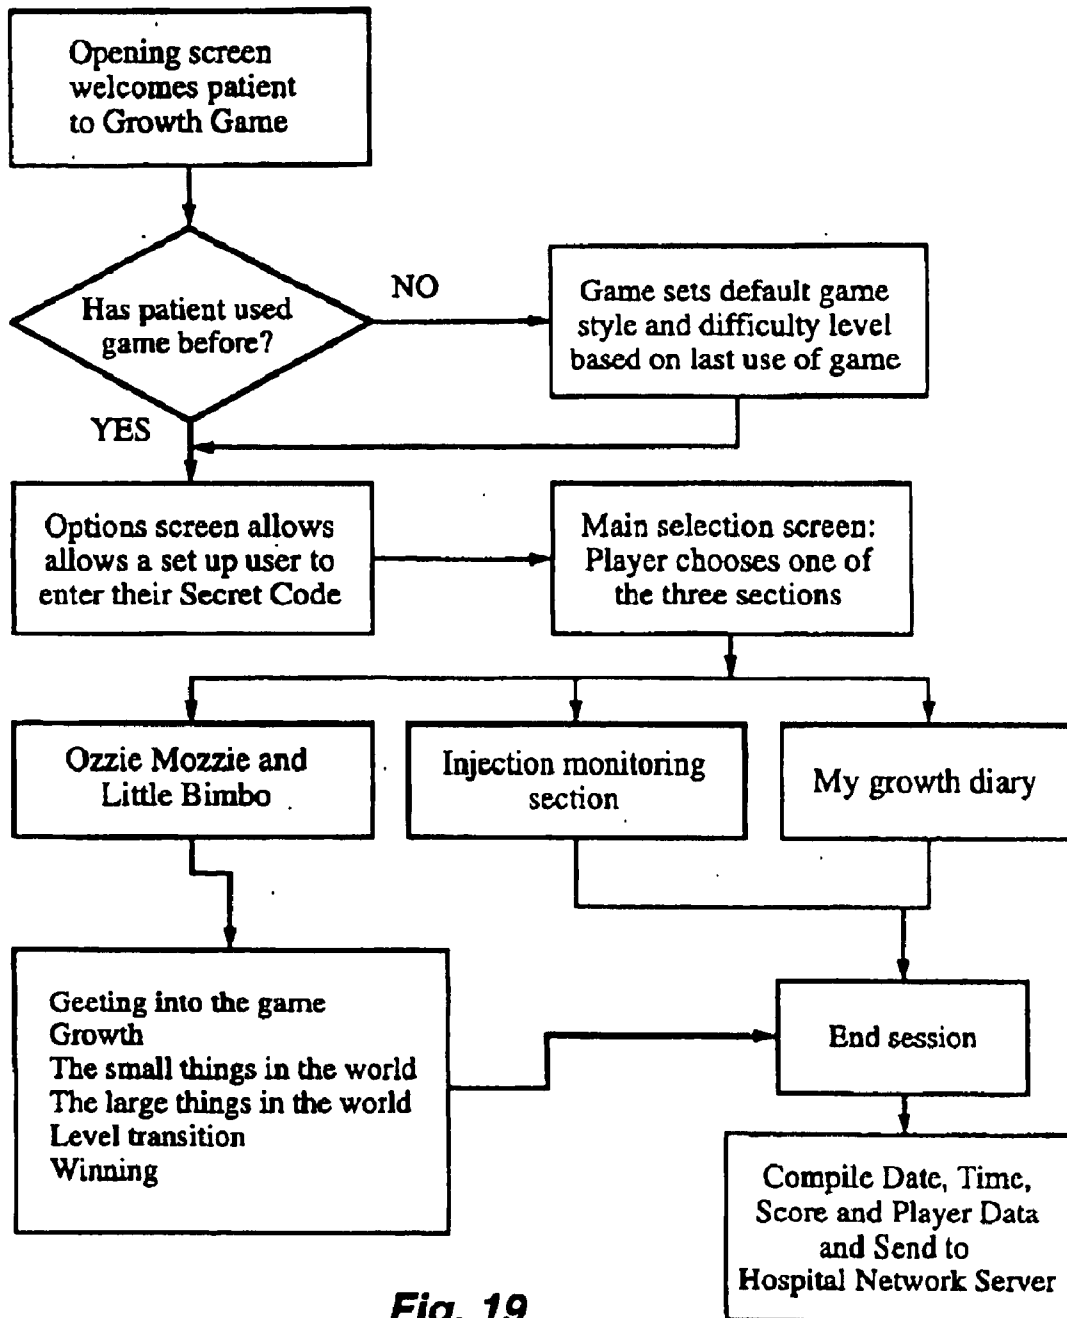 Opening screen
welcomes patient
to Growth Game
Has patient used
game before?
NO
Game sets default game
style and difficulty level
based on last use of game
YES
Options screen allows
allows a set up user to
enter their Secret Code
Main selection screen:
Player chooses one of
the three sections
Ozzie Mozzie and
Little Bimbo
Injection monitoring
section
My growth diary
Geeting into the game
Growth
The small things in the world
The large things in the world
Level transition
Winning
End session
Compile Date, Time,
Score and Player Data
and Send to
Hospital Network Server
Fig. 19